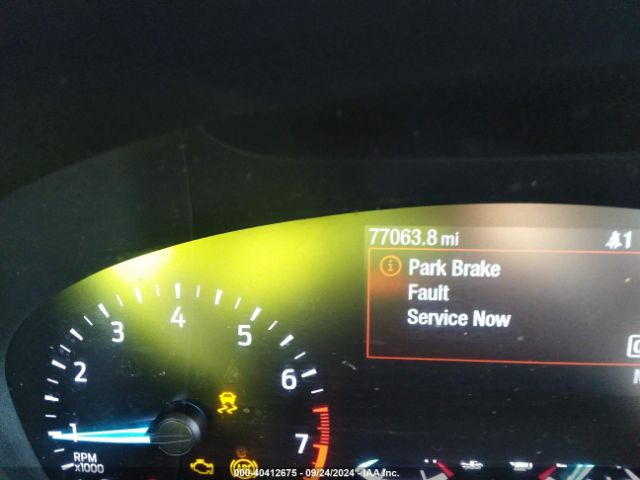 77063.8 mi
1
Park Brake
Fault
Service Now
1
2
3
4
5
6
7
RPM
x1000
ABS
000-40412675 - 09/24/2024 - IAA Inc.